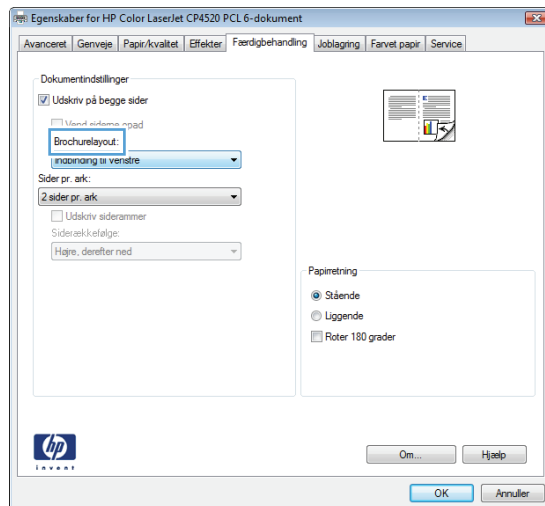 Egenskaber for HP Color LaserJet CP4520 PCL 6-dokument
Avanceret Genveje Papir/kvalitet Effekter Færdigbehandling Joblagring Farvet papir Service
Dokumentindstillinger
Udskriv på begge sider
Vend siderne opad
Brochurelayout:
Indbinding til venstre
Sider pr. ark:
2 sider pr. ark
Udskriv siderammer
Siderækkefølge:
Højre, derefter ned
Papirretning
Stående
Liggende
Roter 180 grader
hp
invent
Om... Hjælp
OK Annuller